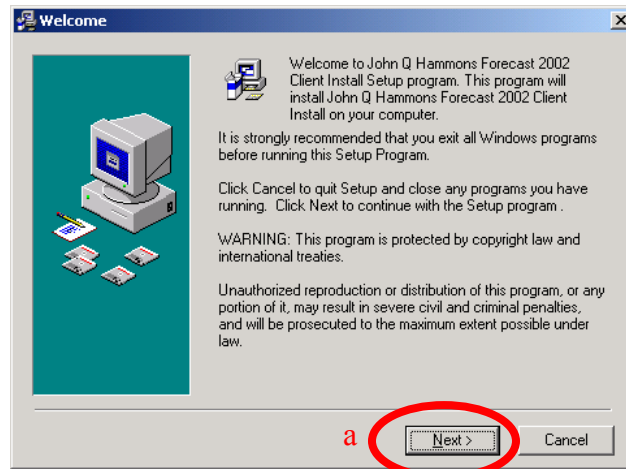 Welcome
Welcome to John Q Hammons Forecast 2002
Client Install Setup program. This program will
install John Q Hammons Forecast 2002 Client
Install on your computer.
It is strongly recommended that you exit all Windows programs
before running this Setup Program.
Click Cancel to quit Setup and close any programs you have
running. Click Next to continue with the Setup program .
WARNING: This program is protected by copyright law and
international treaties.
Unauthorized reproduction or distribution of this program, or any
portion of it, may result in severe civil and criminal penalties,
and will be prosecuted to the maximum extent possible under
law.
a Next > Cancel